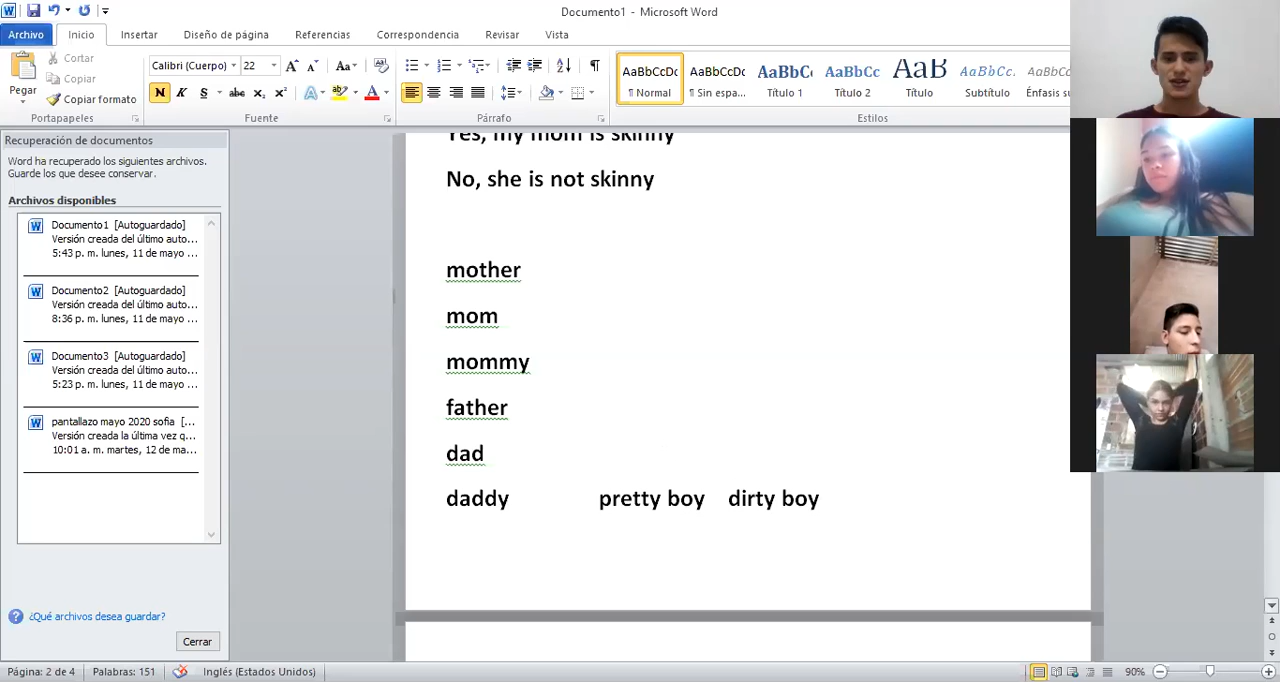 Documento1 - Microsoft Word
Archivo Inicio Insertar Diseño de página Referencias Correspondencia Revisar Vista
Pegar
Cortar
Copiar
Copiar formato
Portapapeles
Calibri (Cuerpo) 22
Fuente
Párrafo
AaBbCcDc AaBbCcDc AaBbC AaBbCc AaB AaBbCc. AaBbCc
¶ Normal ¶ Sin espa... Título 1 Título 2 Título Subtítulo Énfasis su
Estilos
Recuperación de documentos
Word ha recuperado los siguientes archivos.
Guarde los que desee conservar.
Archivos disponibles
Documento1 [Autoguardado]
Versión creada del último auto...
5:43 p. m. lunes, 11 de mayo ...
Documento2 [Autoguardado]
Versión creada del último auto...
8:36 p. m. lunes, 11 de mayo ...
Documento3 [Autoguardado]
Versión creada del último auto...
5:23 p. m. lunes, 11 de mayo ...
pantallazo mayo 2020 sofia [...
Versión creada la última vez q...
10:01 a. m. martes, 12 de ma...
¿Qué archivos desea guardar?
Cerrar
Yes, my mom is skinny
No, she is not skinny
mother
mom
mommy
father
dad
daddy pretty boy dirty boy
Página: 2 de 4 Palabras: 151 Inglés (Estados Unidos) 90%